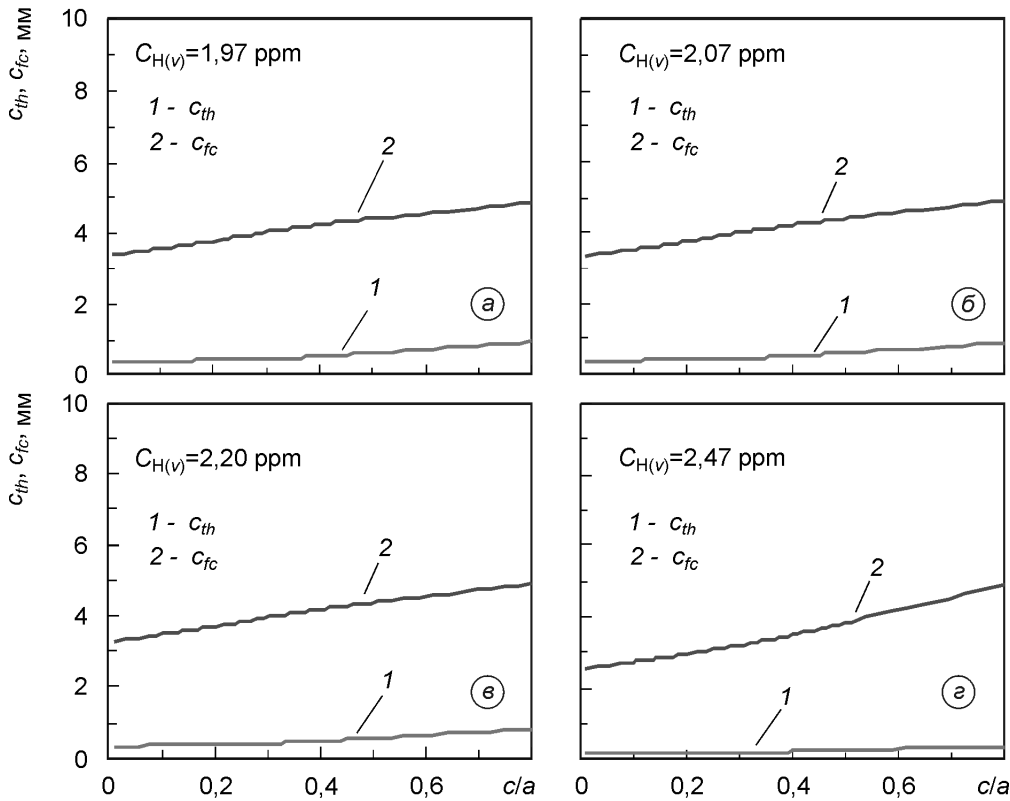 c_th, c_fc, мм
10
8
6
4
2
0
C_H(v)=1,97 ppm
1 - c_th
2 - c_fc
2
1
а
C_H(v)=2,07 ppm
1 - c_th
2 - c_fc
2
1
б
c_th, c_fc, мм
10
8
6
4
2
0
C_H(v)=2,20 ppm
1 - c_th
2 - c_fc
2
1
в
0 0,2 0,4 0,6 c/a
C_H(v)=2,47 ppm
1 - c_th
2 - c_fc
2
1
г
0 0,2 0,4 0,6 c/a